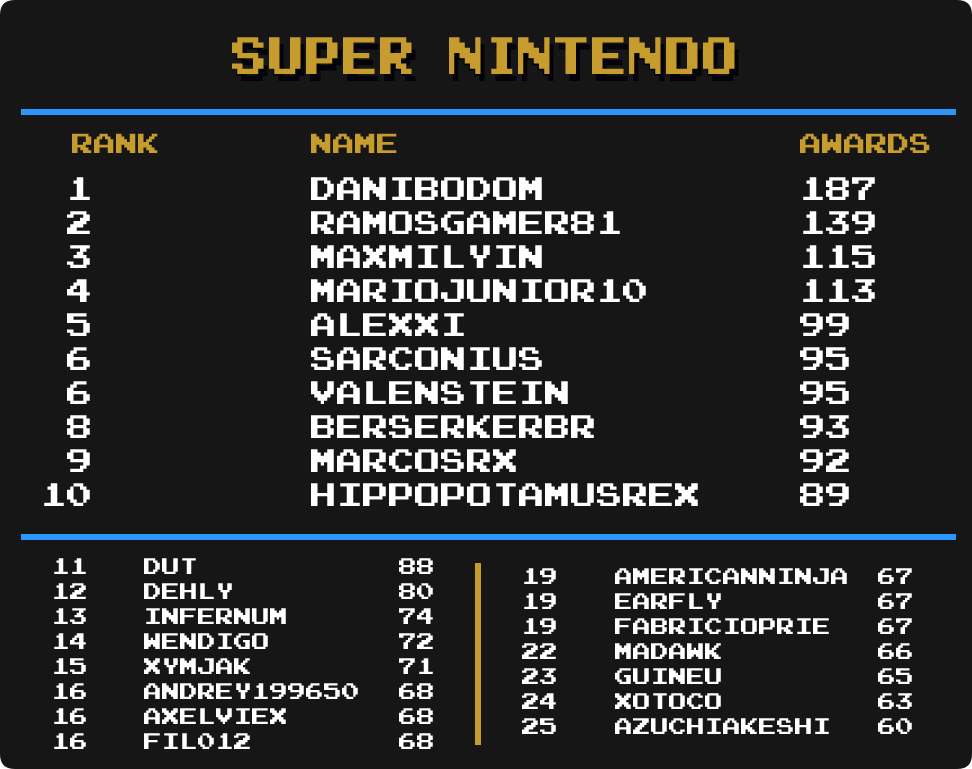 SUPER NINTENDO
RANK NAME AWARDS
1 DANIBODOM 187
2 RAMOSGAMER81 139
3 MAXMILYIN 115
4 MARIOJUNIOR10 113
5 ALEXXI 99
6 SARCONIUS 95
6 VALENSTEIN 95
8 BERSERKERBR 93
9 MARCOSRX 92
10 HIPPOPOTAMUSREX 89
11 DUT 88
12 DEHLY 80
13 INFERNUM 74
14 WENDIGO 72
15 XYMJAK 71
16 ANDREY199650 68
16 AXELVIEX 68
16 FILO12 68
19 AMERICANNINJA 67
19 EARFLY 67
19 FABRICIOPRIE 67
22 MADAWK 66
23 GUINEU 65
24 XOTOCO 63
25 AZUCHIAKESHI 60